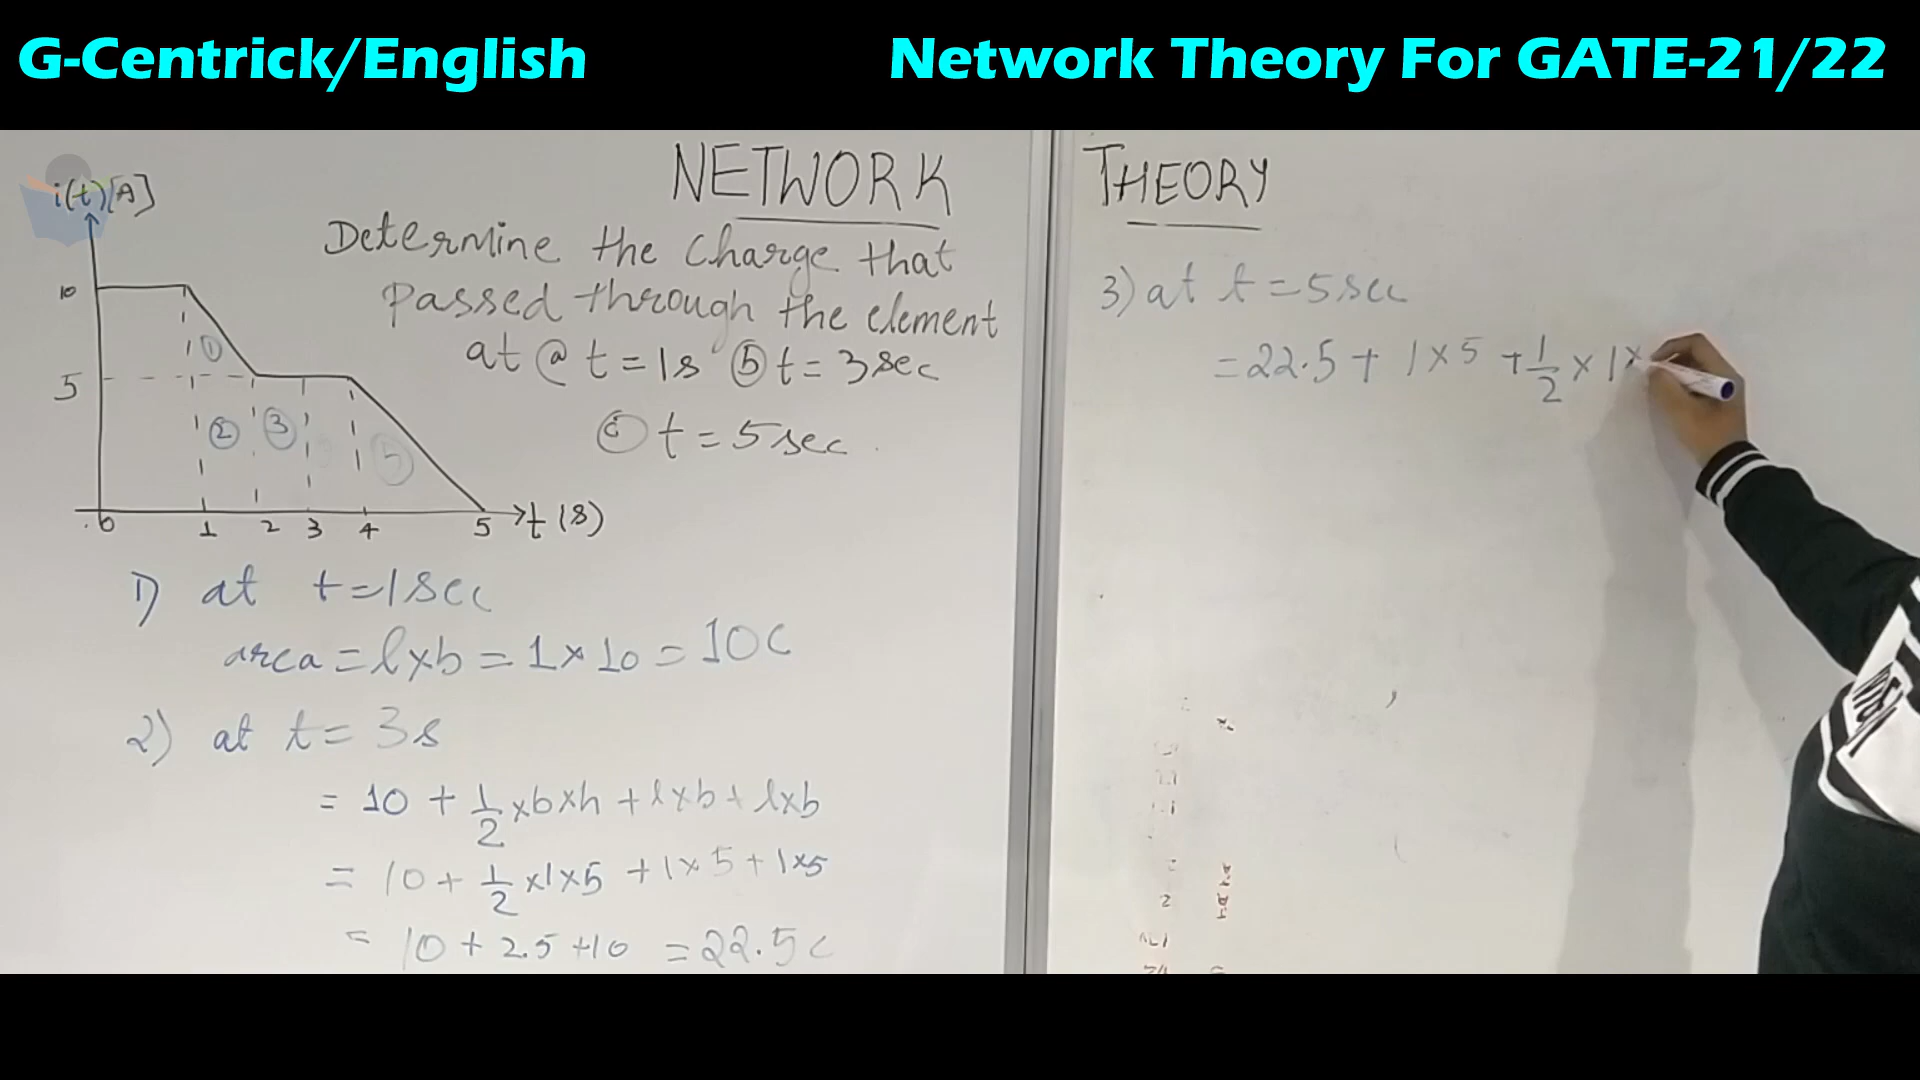 G-Centrick/English
Network Theory For GATE-21/22
NETWORK THEORY
i(t)[A]
10
5
① ② ③ 5
0 1 2 3 4 5 t(s)
Determine the charge that
passed through the element
at ⓐ t = 1s ⓑ t = 3sec
ⓒ t = 5sec
1) at t=1sec
area = l×b = 1×10 = 10C
2) at t = 3s
= 10 + 1/2 ×b×h + l×b + l×b
= 10 + 1/2 ×1×5 + 1×5 + 1×5
= 10 + 2.5 +10 = 22.5C
3) at t = 5sec
= 22.5 + 1×5 + 1/2 × 1×